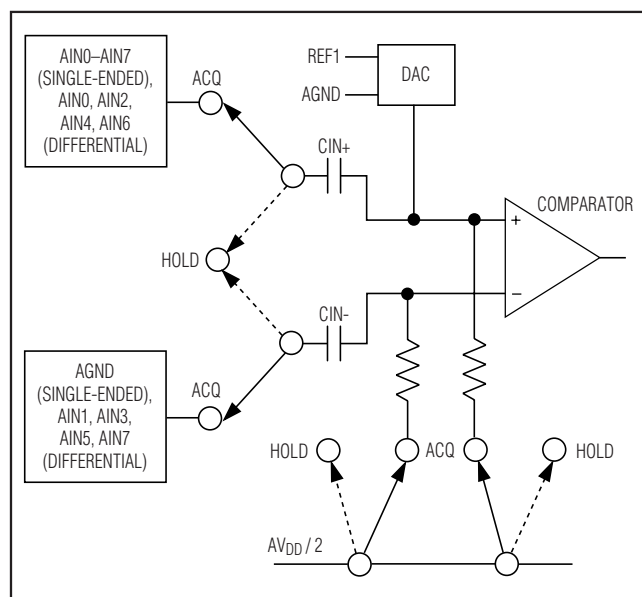 AIN0–AIN7
(SINGLE-ENDED),
AIN0, AIN2,
AIN4, AIN6
(DIFFERENTIAL)
ACQ
REF1
AGND
DAC
CIN+
COMPARATOR
+
−
HOLD
CIN-
AGND
(SINGLE-ENDED),
AIN1, AIN3,
AIN5, AIN7
(DIFFERENTIAL)
ACQ
HOLD
ACQ
HOLD
AVDD / 2